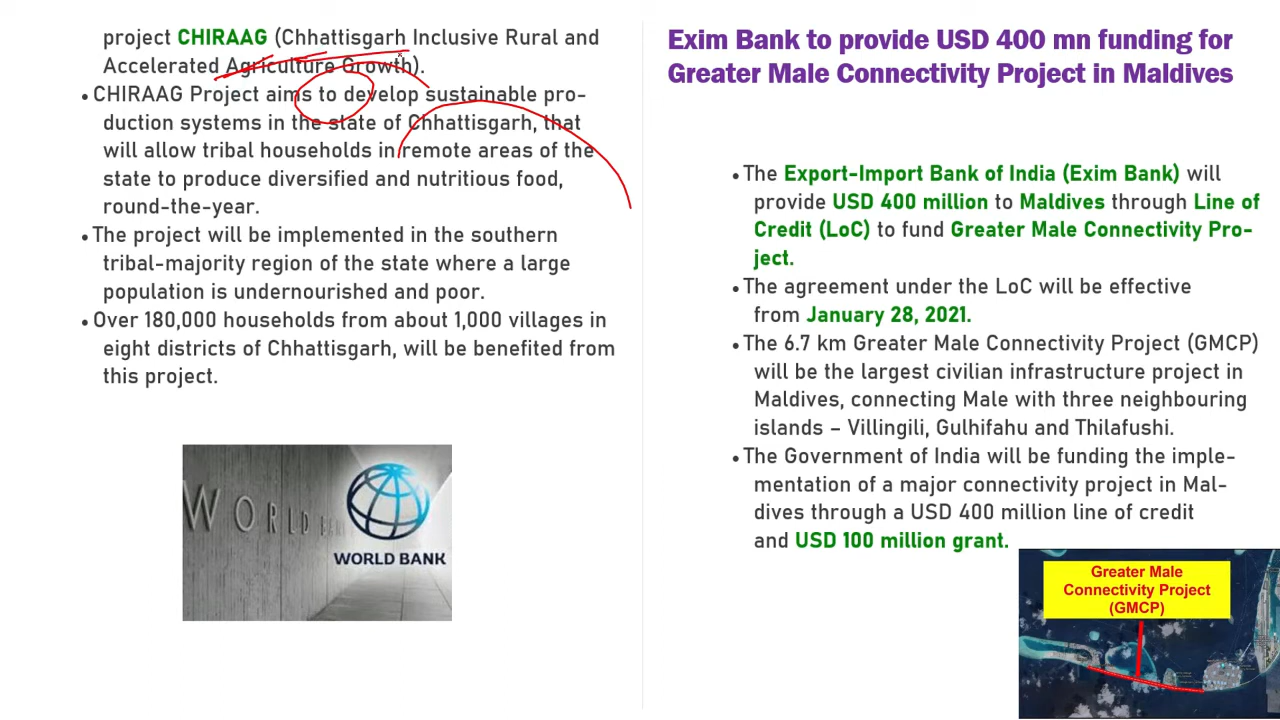 project CHIRAAG (Chhattisgarh Inclusive Rural and
Accelerated Agriculture Growth).
• CHIRAAG Project aims to develop sustainable pro-
duction systems in the state of Chhattisgarh, that
will allow tribal households in remote areas of the
state to produce diversified and nutritious food,
round-the-year.
• The project will be implemented in the southern
tribal-majority region of the state where a large
population is undernourished and poor.
• Over 180,000 households from about 1,000 villages in
eight districts of Chhattisgarh, will be benefited from
this project.
WORLD BANK
WORLD BANK
Exim Bank to provide USD 400 mn funding for
Greater Male Connectivity Project in Maldives
• The Export-Import Bank of India (Exim Bank) will
provide USD 400 million to Maldives through Line of
Credit (LoC) to fund Greater Male Connectivity Pro-
ject.
• The agreement under the LoC will be effective
from January 28, 2021.
• The 6.7 km Greater Male Connectivity Project (GMCP)
will be the largest civilian infrastructure project in
Maldives, connecting Male with three neighbouring
islands – Villingili, Gulhifahu and Thilafushi.
• The Government of India will be funding the imple-
mentation of a major connectivity project in Mal-
dives through a USD 400 million line of credit
and USD 100 million grant.
Greater Male
Connectivity Project
(GMCP)